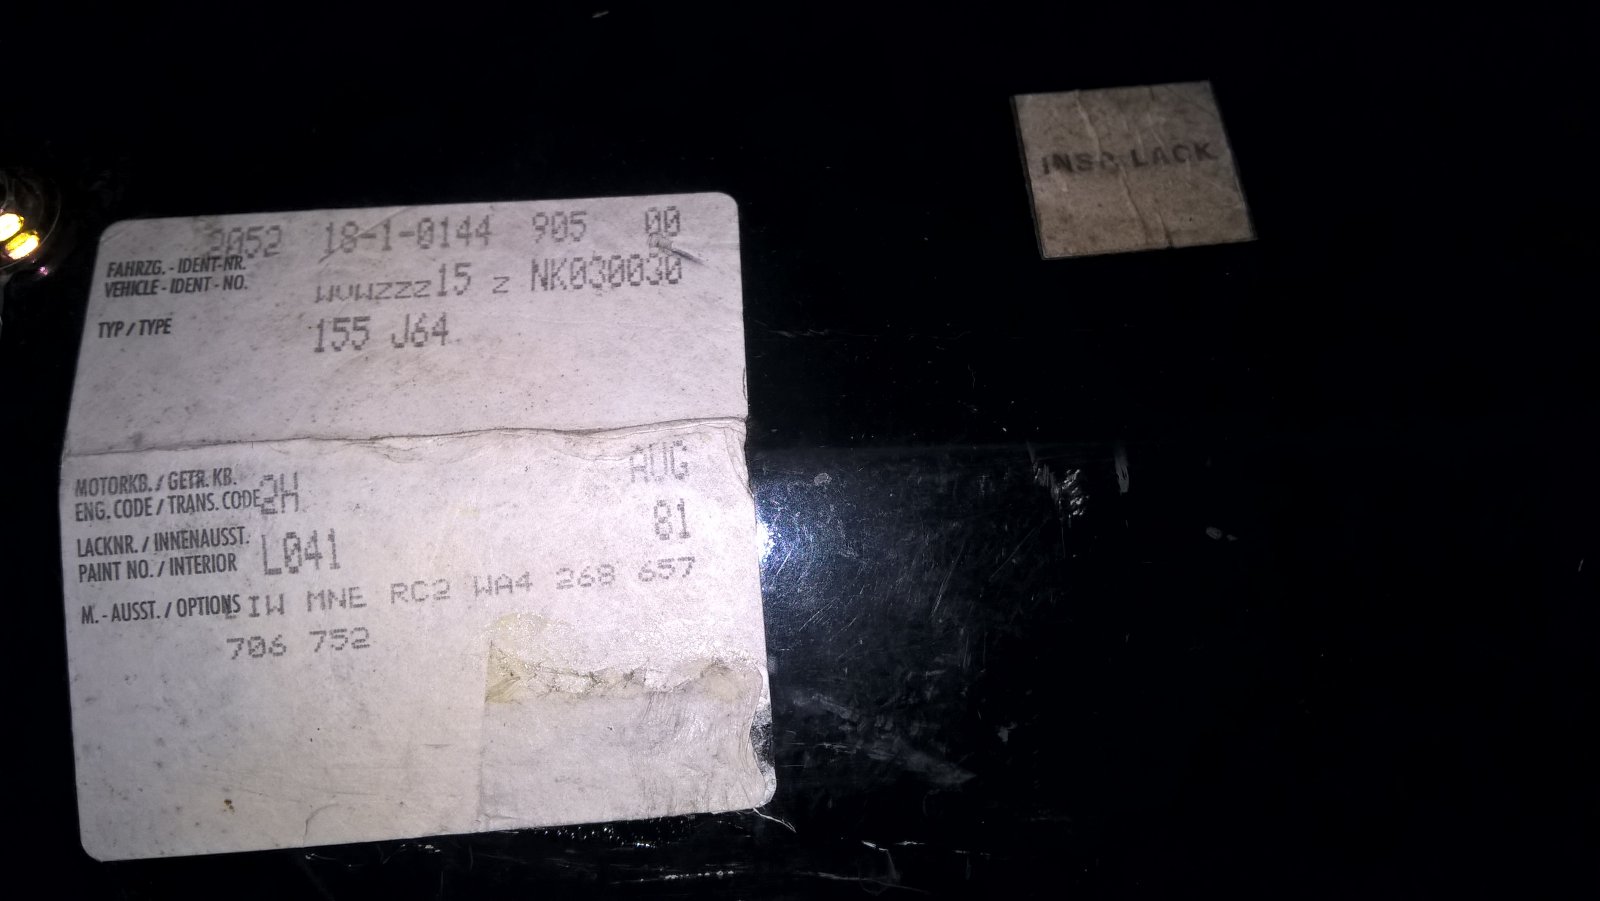 2052 18-1-0144 905 00
FAHRZG. - IDENT-NR.
VEHICLE - IDENT - NO. WVWZZZ15 Z NK030030
TYP / TYPE 155 J64
MOTORKB. / GETR. KB. AUG
ENG. CODE / TRANS. CODE 2H
LACKNR. / INNENAUSST. 81
PAINT NO. / INTERIOR L041
M. - AUSST. / OPTIONS IW MNE RC2 WA4 268 657
706 752
LACK